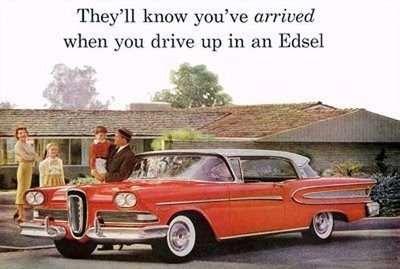 They'll know you've arrived
when you drive up in an Edsel